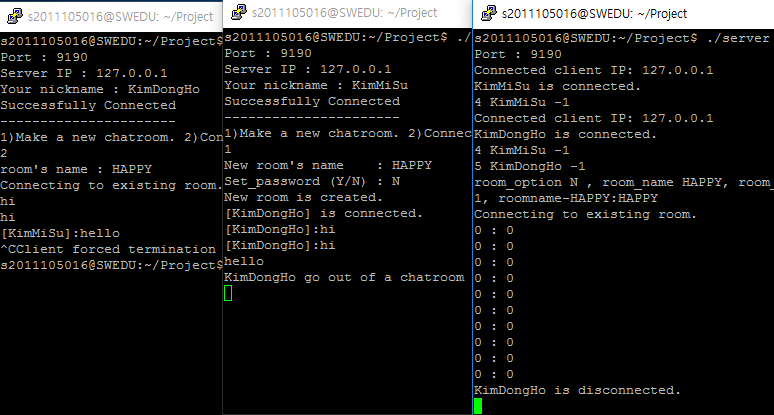 s2011105016@SWEDU: ~/Project
s2011105016@SWEDU:~/Project$
Port : 9190
Server IP : 127.0.0.1
Your nickname : KimDongHo
Successfully Connected
----------------------
1)Make a new chatroom. 2)Con
2
room's name : HAPPY
Connecting to existing room.
hi
hi
[KimMiSu]:hello
^CClient forced termination
s2011105016@SWEDU:~/Project$
s2011105016@SWEDU: ~/Project
s2011105016@SWEDU:~/Project$ ./
Port : 9190
Server IP : 127.0.0.1
Your nickname : KimMiSu
Successfully Connected
----------------------
1)Make a new chatroom. 2)Connec
1
New room's name    : HAPPY
Set_password (Y/N) : N
New room is created.
[KimDongHo] is connected.
[KimDongHo]:hi
[KimDongHo]:hi
hello
KimDongHo go out of a chatroom
s2011105016@SWEDU: ~/Project
s2011105016@SWEDU:~/Project$ ./server
Port : 9190
Connected client IP: 127.0.0.1
KimMiSu is connected.
4 KimMiSu -1
Connected client IP: 127.0.0.1
KimDongHo is connected.
4 KimMiSu -1
5 KimDongHo -1
room_option N , room_name HAPPY, room_
1, roomname-HAPPY:HAPPY
Connecting to existing room.
0 : 0
0 : 0
0 : 0
0 : 0
0 : 0
0 : 0
0 : 0
0 : 0
0 : 0
0 : 0
KimDongHo is disconnected.